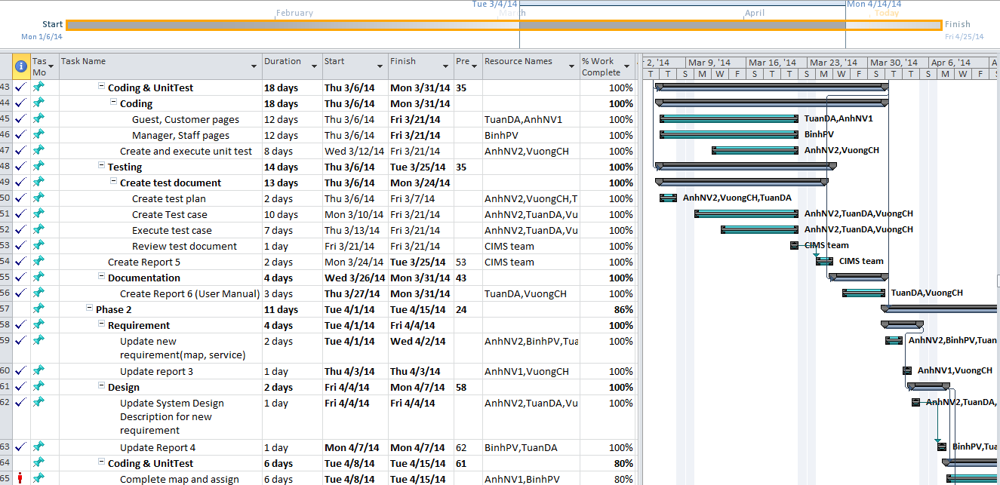 Tue 3/4/14 Mon 4/14/14
February March April Today
Start Finish
Mon 1/6/14 Fri 4/25/14
Tas Mo Task Name Duration Start Finish Pre Resource Names % Work Complete
2, '14 Mar 9, '14 Mar 16, '14 Mar 23, '14 Mar 30, '14 Apr 6, '14 A
T T S M W F S T T S M W F S T T S M W F S
43 Coding & UnitTest 18 days Thu 3/6/14 Mon 3/31/14 35 100%
44 Coding 18 days Thu 3/6/14 Mon 3/31/14 100%
45 Guest, Customer pages 12 days Thu 3/6/14 Fri 3/21/14 TuanDA,AnhNV1 100% TuanDA,AnhNV1
46 Manager, Staff pages 12 days Thu 3/6/14 Fri 3/21/14 BinhPV 100% BinhPV
47 Create and execute unit test 8 days Wed 3/12/14 Fri 3/21/14 AnhNV2,VuongCH 100% AnhNV2,VuongCH
48 Testing 14 days Thu 3/6/14 Tue 3/25/14 35 100%
49 Create test document 13 days Thu 3/6/14 Mon 3/24/14 100%
50 Create test plan 2 days Thu 3/6/14 Fri 3/7/14 AnhNV2,VuongCH,T 100% AnhNV2,VuongCH,TuanDA
51 Create Test case 10 days Mon 3/10/14 Fri 3/21/14 AnhNV2,TuanDA,Vu 100% AnhNV2,TuanDA,VuongCH
52 Execute test case 7 days Thu 3/13/14 Fri 3/21/14 AnhNV2,TuanDA,Vu 100% AnhNV2,TuanDA,VuongCH
53 Review test document 1 day Fri 3/21/14 Fri 3/21/14 CIMS team 100% CIMS team
54 Create Report 5 2 days Mon 3/24/14 Tue 3/25/14 53 CIMS team 100% CIMS team
55 Documentation 4 days Wed 3/26/14 Mon 3/31/14 43 100%
56 Create Report 6 (User Manual) 3 days Thu 3/27/14 Mon 3/31/14 TuanDA,VuongCH 100% TuanDA,VuongCH
57 Phase 2 11 days Tue 4/1/14 Tue 4/15/14 24 86%
58 Requirement 4 days Tue 4/1/14 Fri 4/4/14 100%
59 Update new 2 days Tue 4/1/14 Wed 4/2/14 AnhNV2,BinhPV,Tua 100% AnhNV2,BinhPV,Tuan
requirement(map, service)
60 Update report 3 1 day Thu 4/3/14 Thu 4/3/14 AnhNV1,VuongCH 100% AnhNV1,VuongCH
61 Design 2 days Fri 4/4/14 Mon 4/7/14 58 100%
62 Update System Design 1 day Fri 4/4/14 Fri 4/4/14 AnhNV2,TuanDA,Vu 100% AnhNV2,TuanDA,
Description for new
requirement
63 Update Report 4 1 day Mon 4/7/14 Mon 4/7/14 62 BinhPV,TuanDA 100% BinhPV,Tua
64 Coding & UnitTest 6 days Tue 4/8/14 Tue 4/15/14 61 80%
65 Complete map and assign 6 days Tue 4/8/14 Tue 4/15/14 AnhNV1,BinhPV 80%